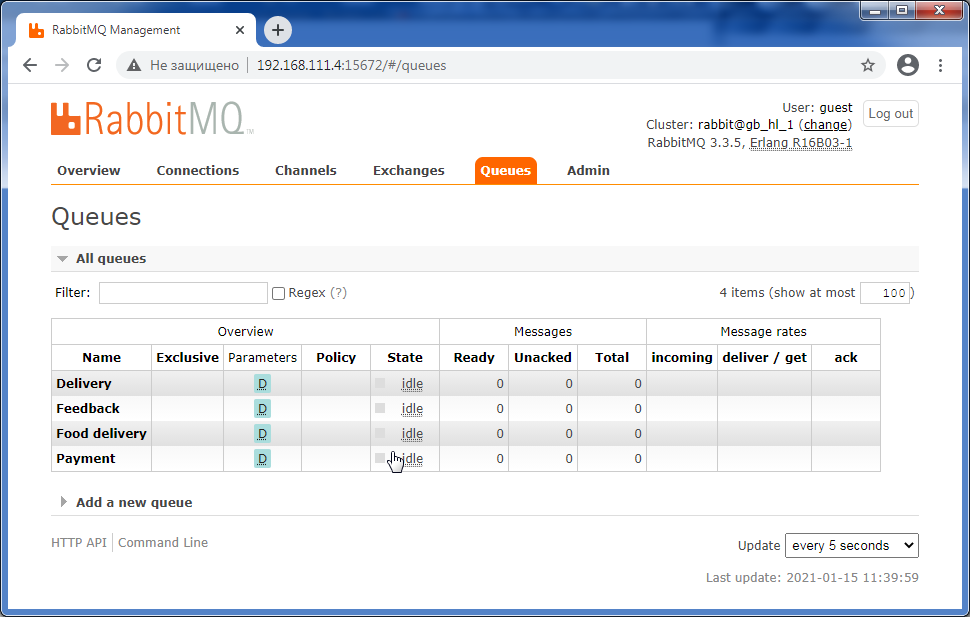 RabbitMQ Management
Не защищено 192.168.111.4:15672/#/queues
RabbitMQ™
User: guest
Cluster: rabbit@gb_hl_1 (change)
RabbitMQ 3.3.5, Erlang R16B03-1
Log out
Overview Connections Channels Exchanges Queues Admin
Queues
All queues
Filter: Regex (?) 4 items (show at most 100)
Overview Messages Message rates
Name Exclusive Parameters Policy State Ready Unacked Total incoming deliver / get ack
Delivery D idle 0 0 0
Feedback D idle 0 0 0
Food delivery D idle 0 0 0
Payment D idle 0 0 0
Add a new queue
HTTP API Command Line
Update every 5 seconds
Last update: 2021-01-15 11:39:59